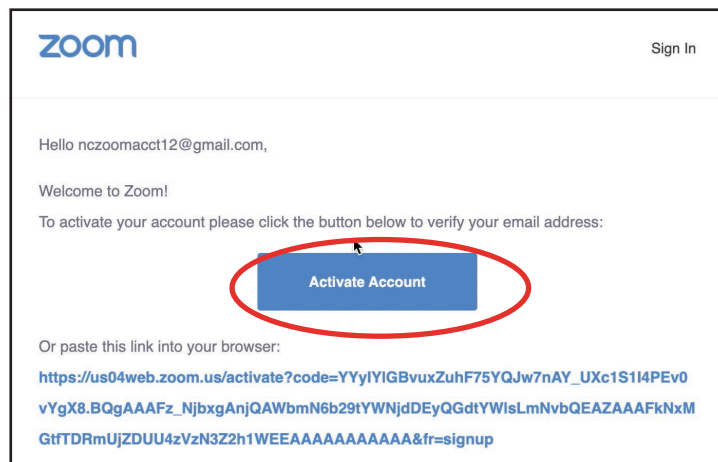 zoom
Sign In
Hello nczoomacct12@gmail.com,
Welcome to Zoom!
To activate your account please click the button below to verify your email address:
Activate Account
Or paste this link into your browser:
https://us04web.zoom.us/activate?code=YYyIYIGBvuxZuhF75YQJw7nAY_UXc1S1I4PEv0
vYgX8.BQgAAAFz_NjbxgAnjQAWbmN6b29tYWNjdDEyQGdtYWlsLmNvbQEAZAAAFkNxM
GtfTDRmUjZDUU4zVzN3Z2h1WEEAAAAAAAAAAA&fr=signup